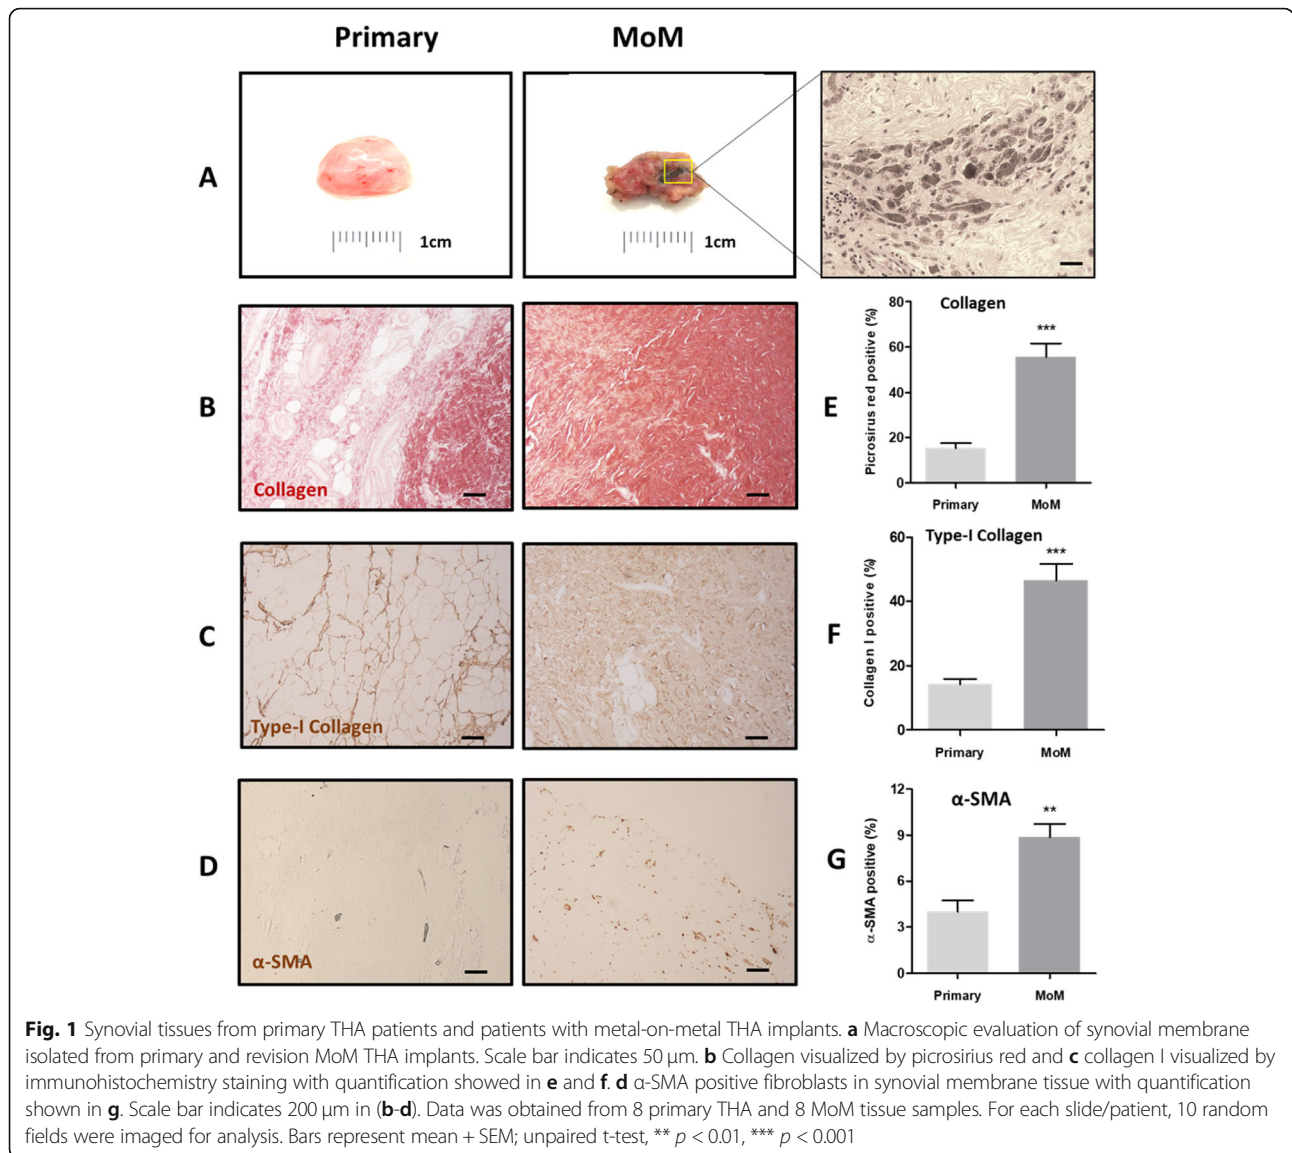 Primary
MoM
A
1cm
1cm
B
Collagen
E
Collagen
Picrosirus red positive (%)
80
60
40
20
0
***
Primary
MoM
C
Type-I Collagen
F
Type-I Collagen
Collagen I positive (%)
60
40
20
0
***
Primary
MoM
D
α-SMA
G
α-SMA
α-SMA positive (%)
12
9
6
3
0
**
Primary
MoM
Fig. 1 Synovial tissues from primary THA patients and patients with metal-on-metal THA implants. a Macroscopic evaluation of synovial membrane
isolated from primary and revision MoM THA implants. Scale bar indicates 50 μm. b Collagen visualized by picrosirius red and c collagen I visualized by
immunohistochemistry staining with quantification showed in e and f. d α-SMA positive fibroblasts in synovial membrane tissue with quantification
shown in g. Scale bar indicates 200 μm in (b-d). Data was obtained from 8 primary THA and 8 MoM tissue samples. For each slide/patient, 10 random
fields were imaged for analysis. Bars represent mean + SEM; unpaired t-test, ** p < 0.01, *** p < 0.001